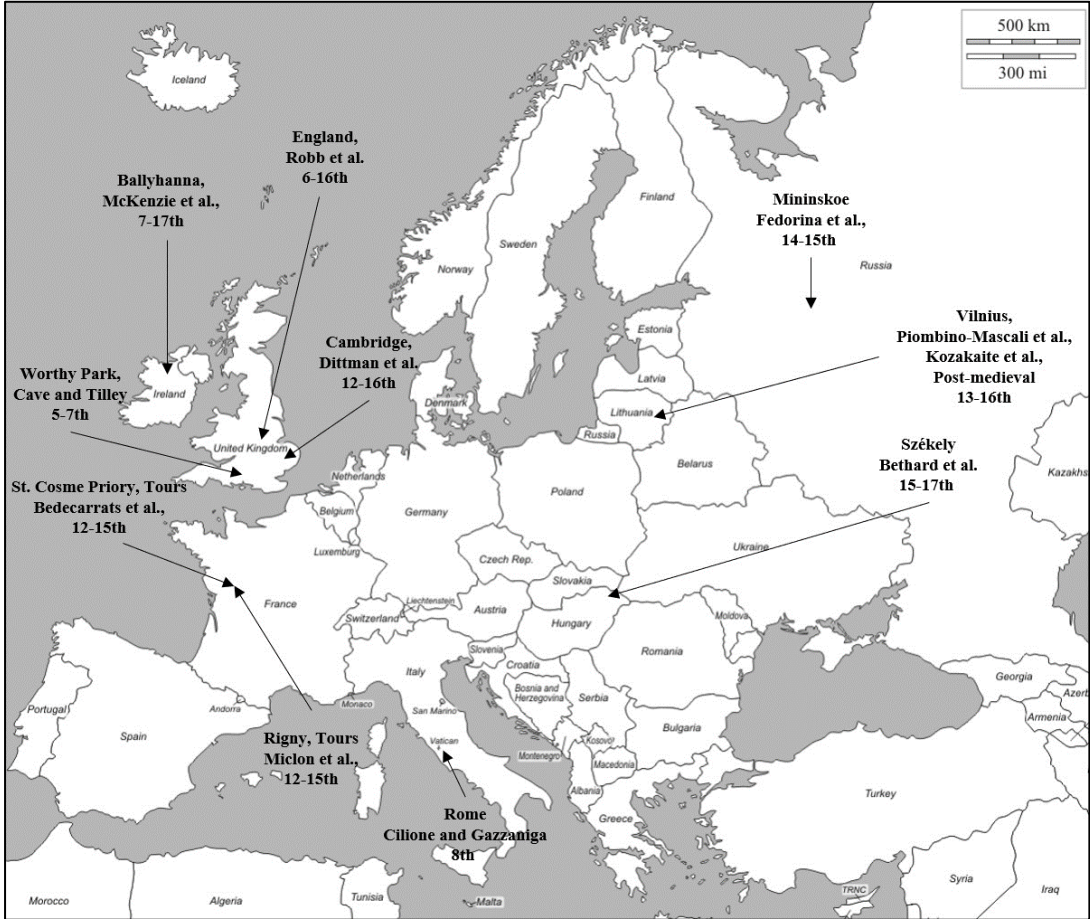 500 km
300 mi
Iceland
England,
Robb et al.
6-16th
Ballyhanna,
McKenzie et al.,
7-17th
Mininskoe
Fedorina et al.,
14-15th
Finland
Sweden
Norway
Russia
Vilnius,
Piombino-Mascali et al.,
Kozakaite et al.,
Post-medieval
13-16th
Estonia
Cambridge,
Dittman et al.
12-16th
Latvia
Worthy Park,
Cave and Tilley
5-7th
Ireland
Denmark
Lithuania
Russia
United Kingdom
Székely
Bethard et al.
15-17th
Belarus
Kazakhs
Netherlands
St. Cosme Priory, Tours
Bedecarrats et al.,
12-15th
Poland
Belgium
Germany
Luxemburg
Ukraine
Czech Rep.
Slovakia
France
Liechtenstein
Switzerland
Austria
Hungary
Moldova
Slovenia
Romania
Croatia
Italy
Georgia
Bosnia and
Herzegovina
Serbia
Azerb
Monaco
San Marino
Portugal
Andorra
Armenia
Spain
Bulgaria
Rigny, Tours
Miclon et al.,
12-15th
Vatican
Kosovo
Montenegro
Macedonia
Albania
Turkey
Rome
Cilione and Gazzaniga
8th
Greece
Syria
TRNC
Iraq
Morocco
Algeria
Tunisia
Malta